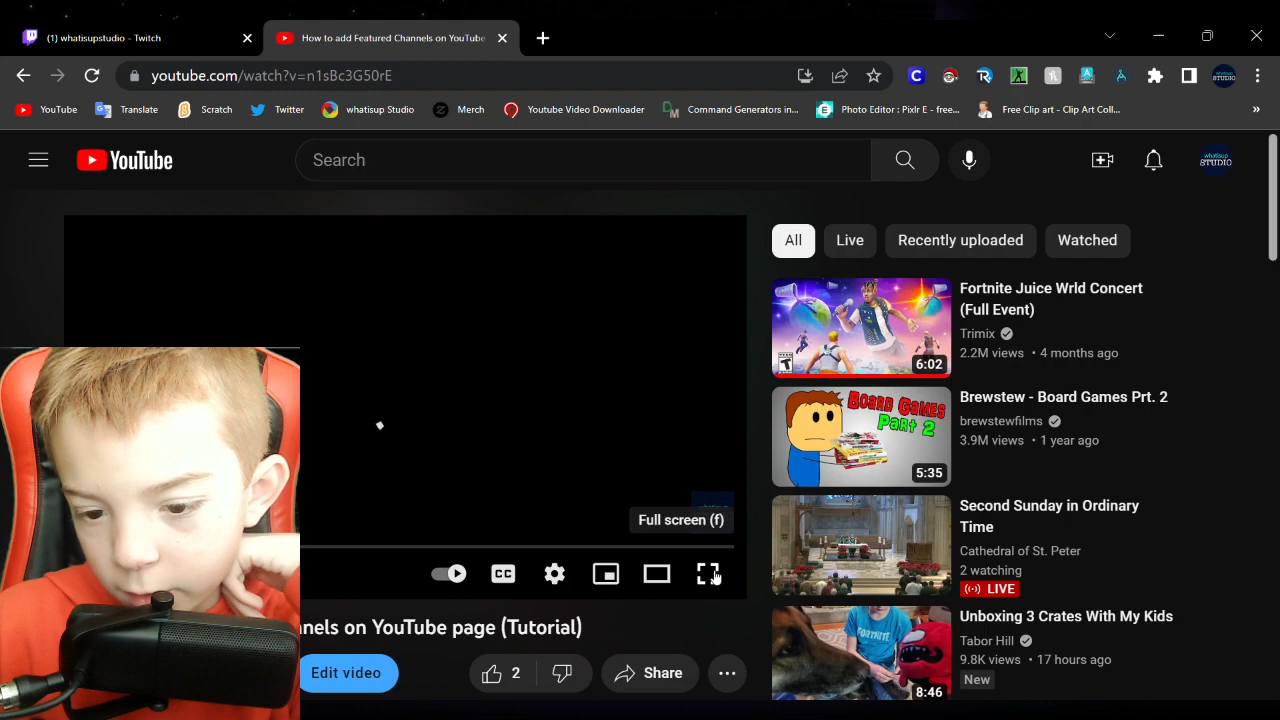 (1) whatisupstudio - Twitch
How to add Featured Channels on YouTube
youtube.com/watch?v=n1sBc3G50rE
YouTube
Translate
Scratch
Twitter
whatisup Studio
Merch
Youtube Video Downloader
Command Generators in...
Photo Editor : Pixlr E - free...
Free Clip art - Clip Art Coll...
»
YouTube
Search
whatisup
STUDIO
All
Live
Recently uploaded
Watched
Fortnite Juice Wrld Concert
(Full Event)
Trimix
2.2M views • 4 months ago
6:02
BOARD GAMES
PART 2
5:35
Brewstew - Board Games Prt. 2
brewstewfilms
3.9M views • 1 year ago
Second Sunday in Ordinary
Time
Cathedral of St. Peter
2 watching
LIVE
FORTNITE
8:46
Unboxing 3 Crates With My Kids
Tabor Hill
9.8K views • 17 hours ago
New
Full screen (f)
CC
nnels on YouTube page (Tutorial)
Edit video
2
Share